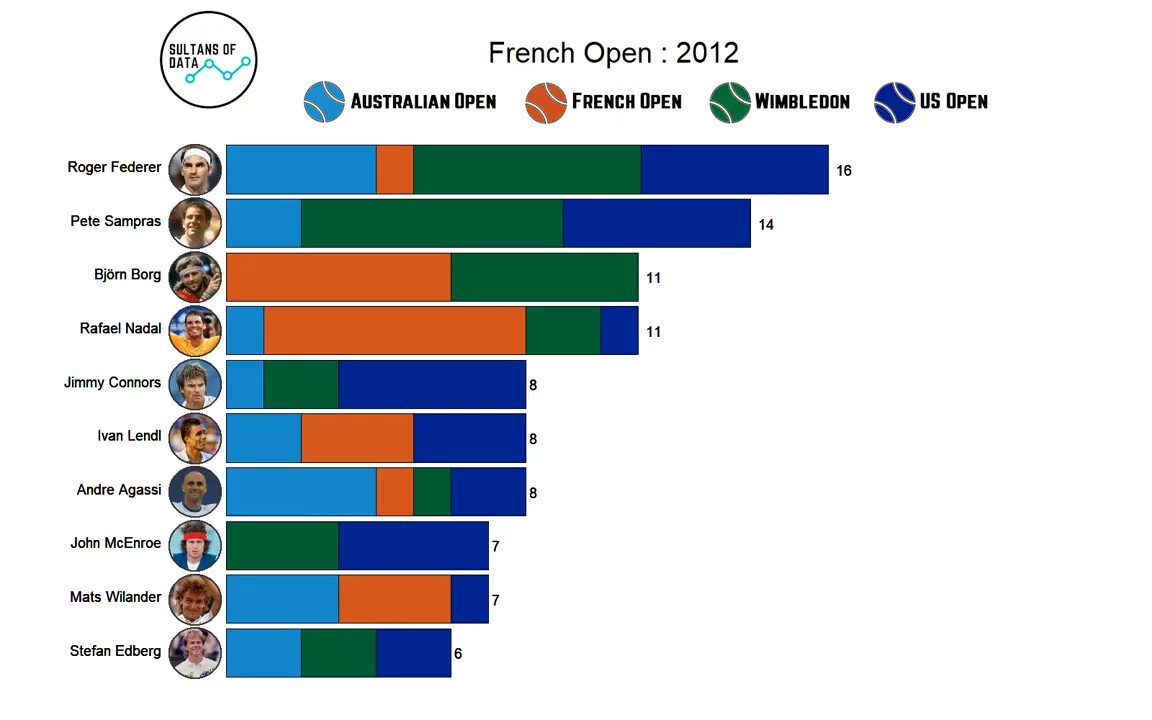 SULTANS OF
DATA
French Open : 2012
AUSTRALIAN OPEN FRENCH OPEN WIMBLEDON US OPEN
Roger Federer 16
Pete Sampras 14
Björn Borg 11
Rafael Nadal 11
Jimmy Connors 8
Ivan Lendl 8
Andre Agassi 8
John McEnroe 7
Mats Wilander 7
Stefan Edberg 6